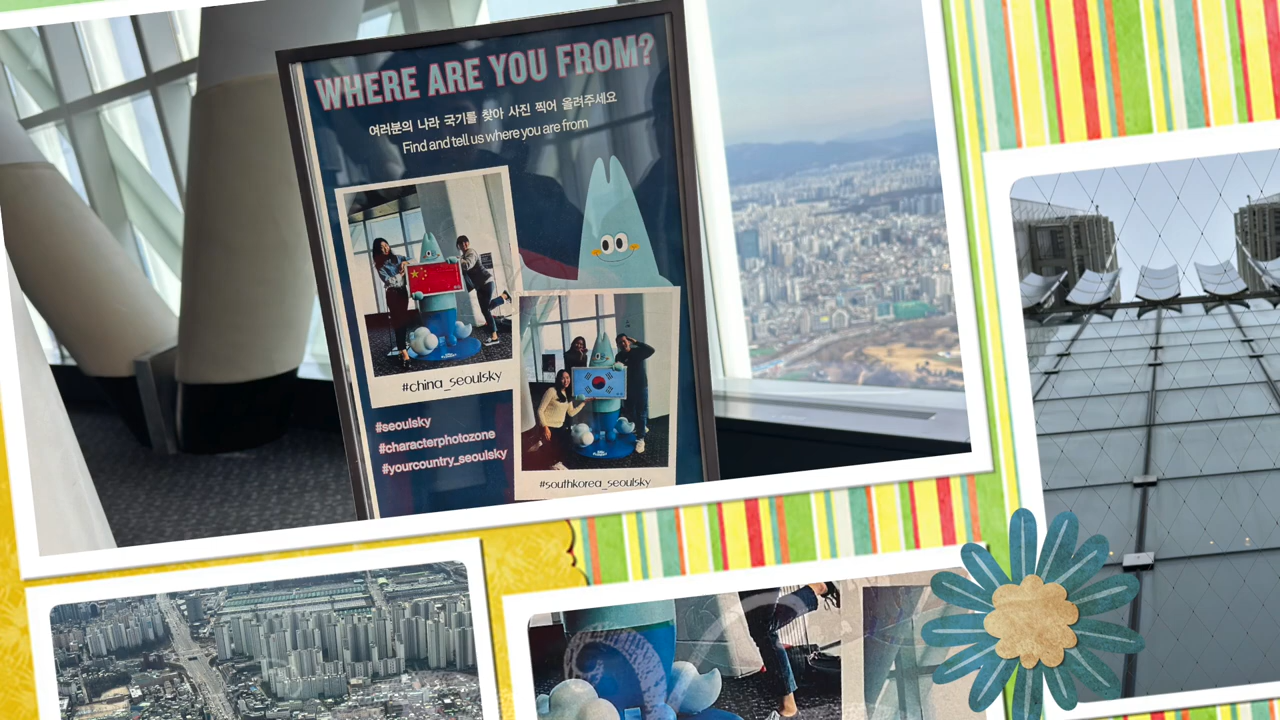 WHERE ARE YOU FROM?
여러분의 나라 국기를 찾아 사진 찍어 올려주세요
Find and tell us where you are from
#china_seoulsky
#seoulsky
#characterphotozone
#yourcountry_seoulsky
#southkorea_seoulsky